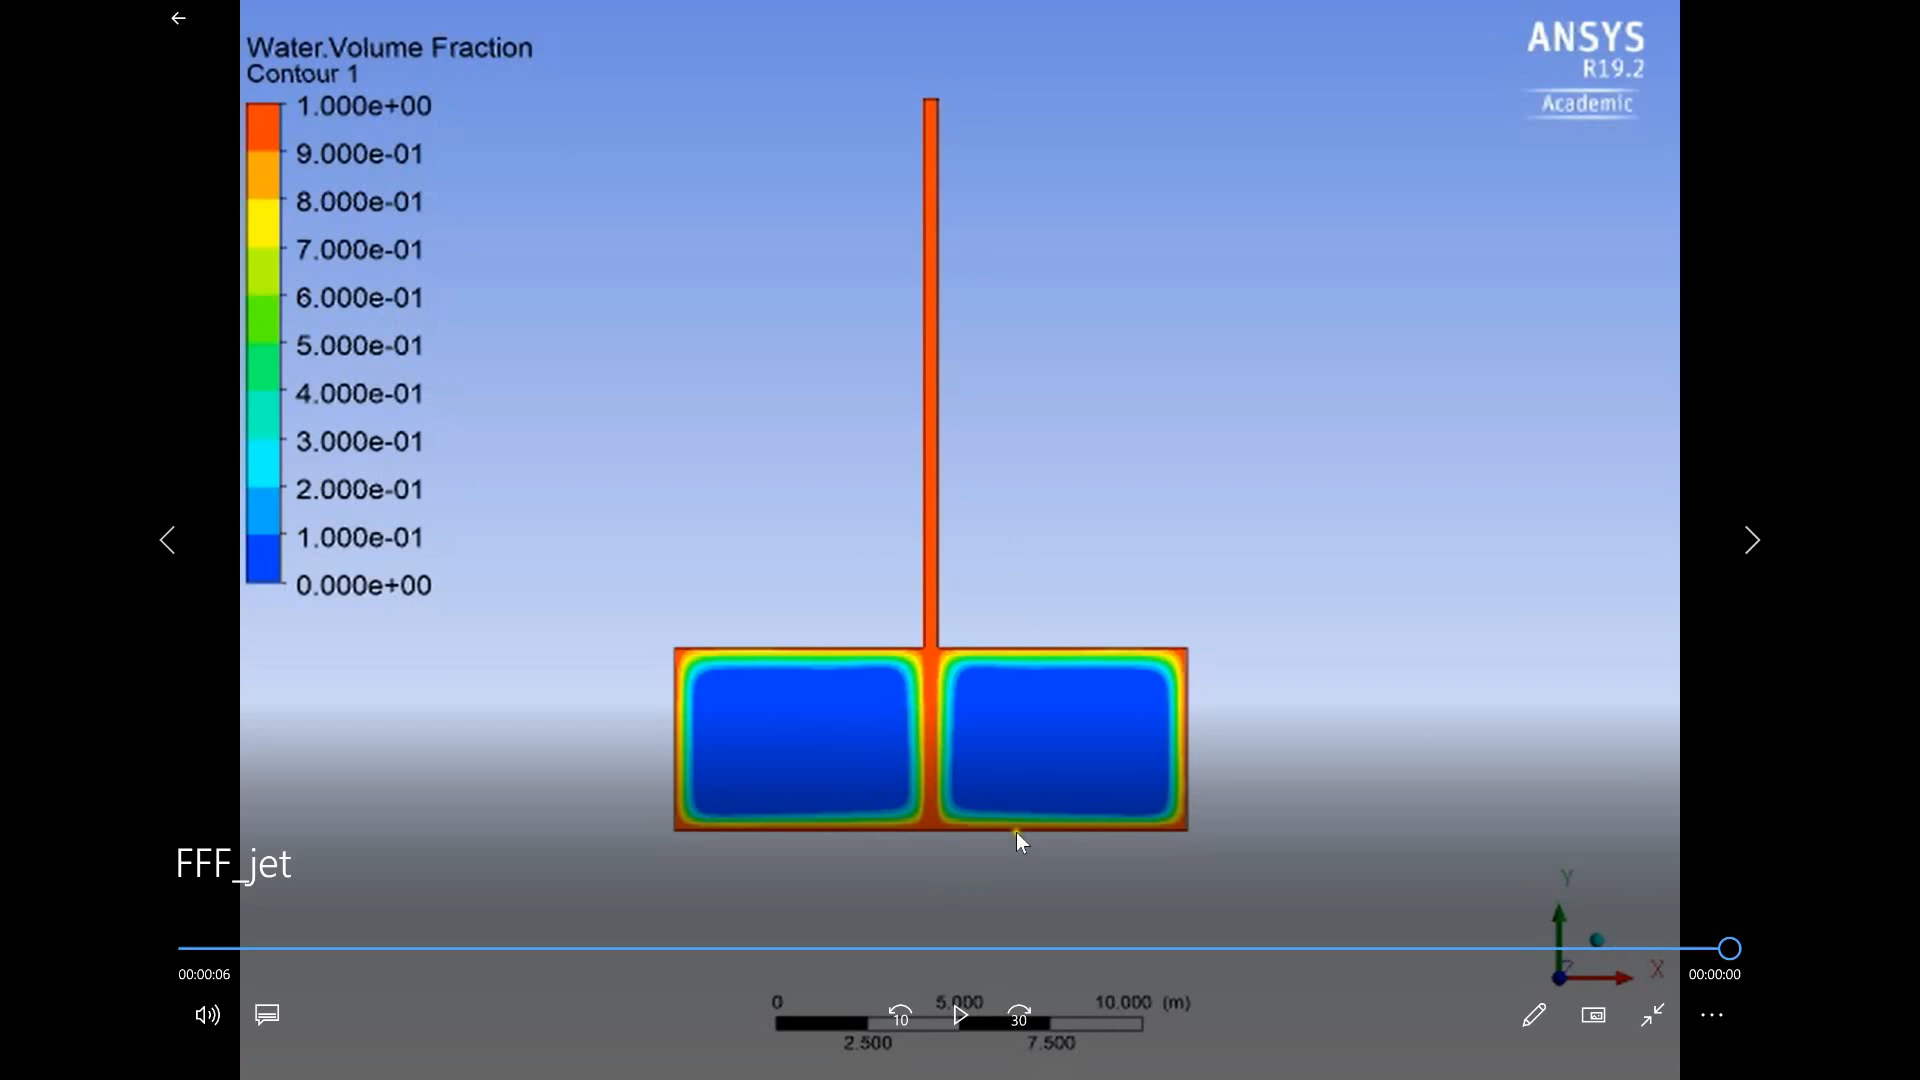 Water.Volume Fraction
Contour 1
1.000e+00
9.000e-01
8.000e-01
7.000e-01
6.000e-01
5.000e-01
4.000e-01
3.000e-01
2.000e-01
1.000e-01
0.000e+00
ANSYS
R19.2
Academic
FFF_jet
Y
Z
X
00:00:06
00:00:00
0 5.000 10.000 (m)
10
30
2.500 7.500